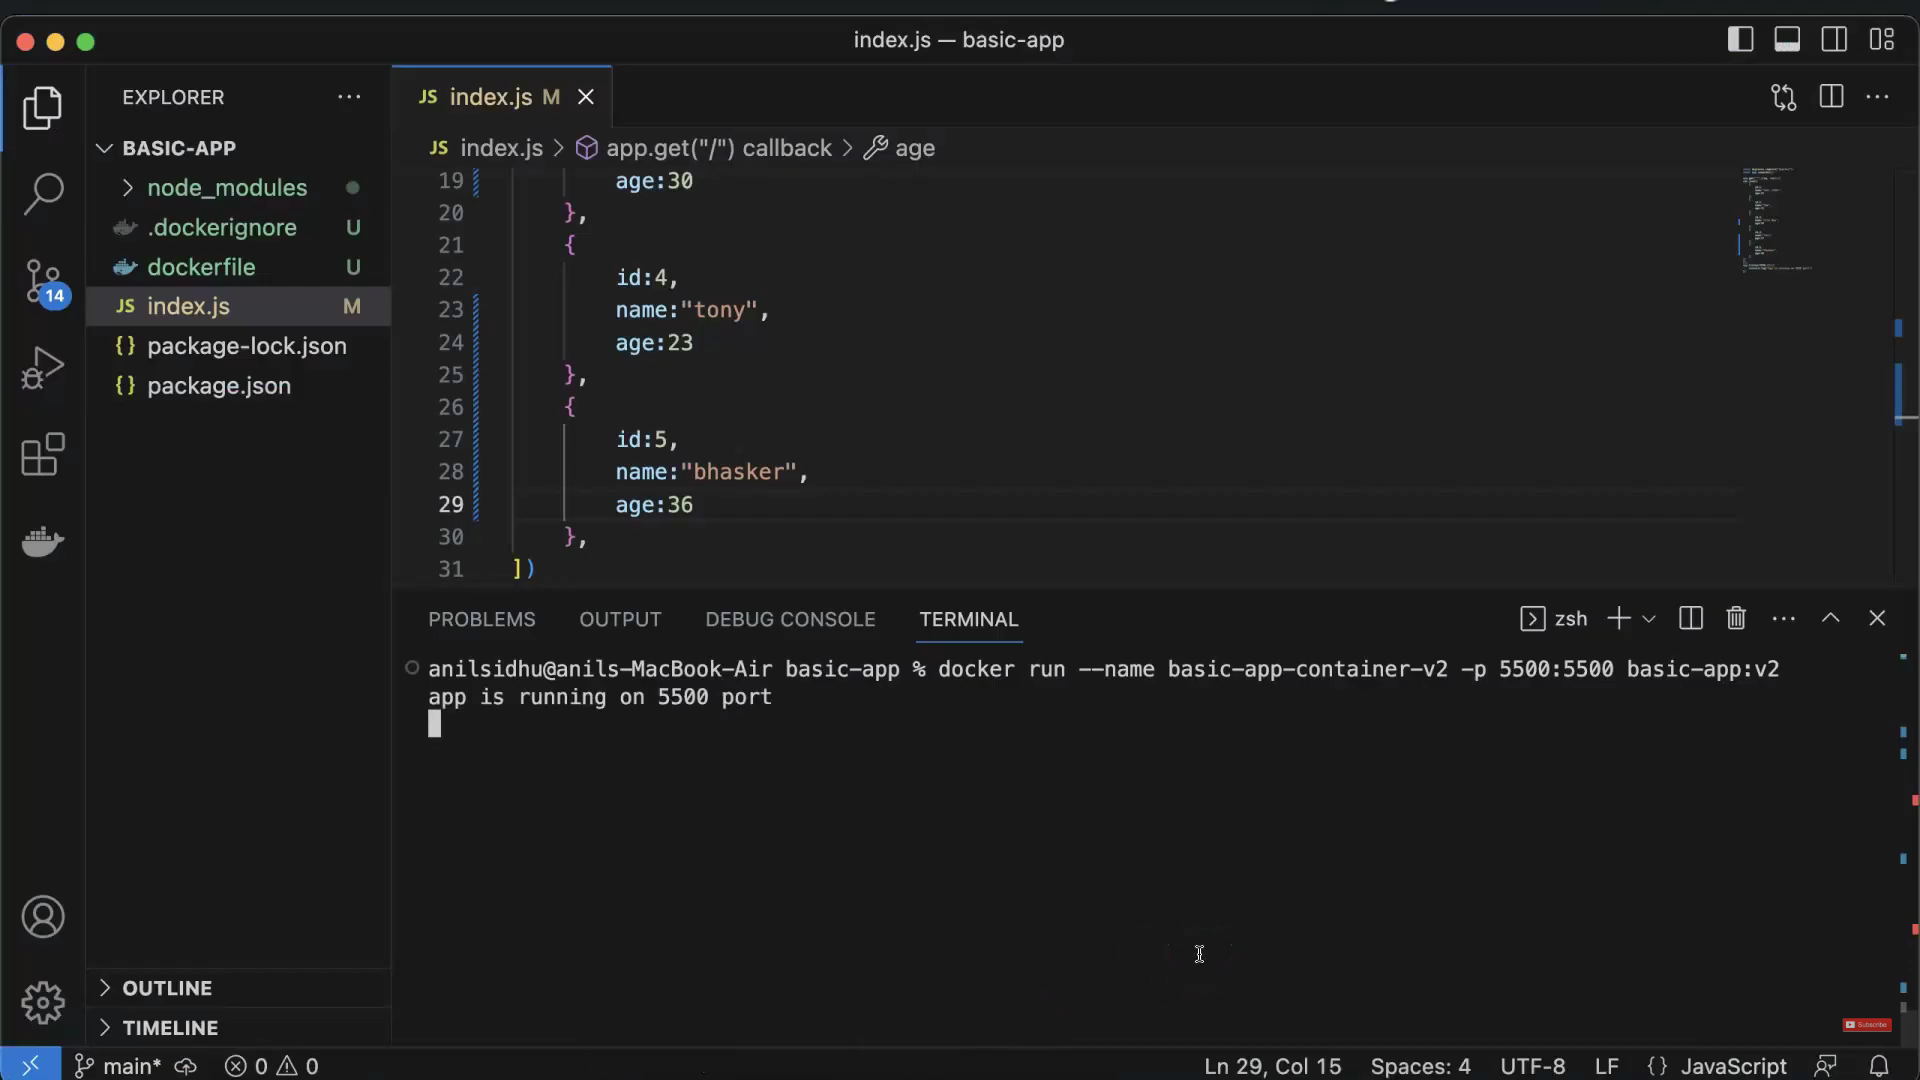 index.js — basic-app
EXPLORER
BASIC-APP
node_modules
.dockerignore U
dockerfile U
14
JS index.js M
{} package-lock.json
{} package.json
OUTLINE
TIMELINE
JS index.js M
JS index.js > app.get("/") callback > age
19 age:30
20 },
21 {
22 id:4,
23 name:"tony",
24 age:23
25 },
26 {
27 id:5,
28 name:"bhasker",
29 age:36
30 },
31 ])
PROBLEMS OUTPUT DEBUG CONSOLE TERMINAL zsh
anilsidhu@anils-MacBook-Air basic-app % docker run --name basic-app-container-v2 -p 5500:5500 basic-app:v2
app is running on 5500 port
Subscribe
main* 0 0 Ln 29, Col 15 Spaces: 4 UTF-8 LF {} JavaScript